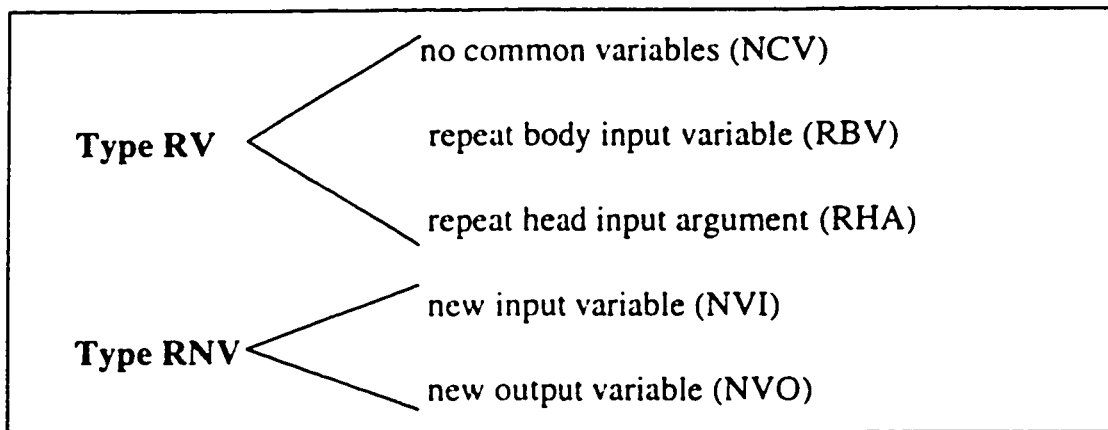 no common variables (NCV)
Type RV
repeat body input variable (RBV)
repeat head input argument (RHA)
new input variable (NVI)
Type RNV
new output variable (NVO)